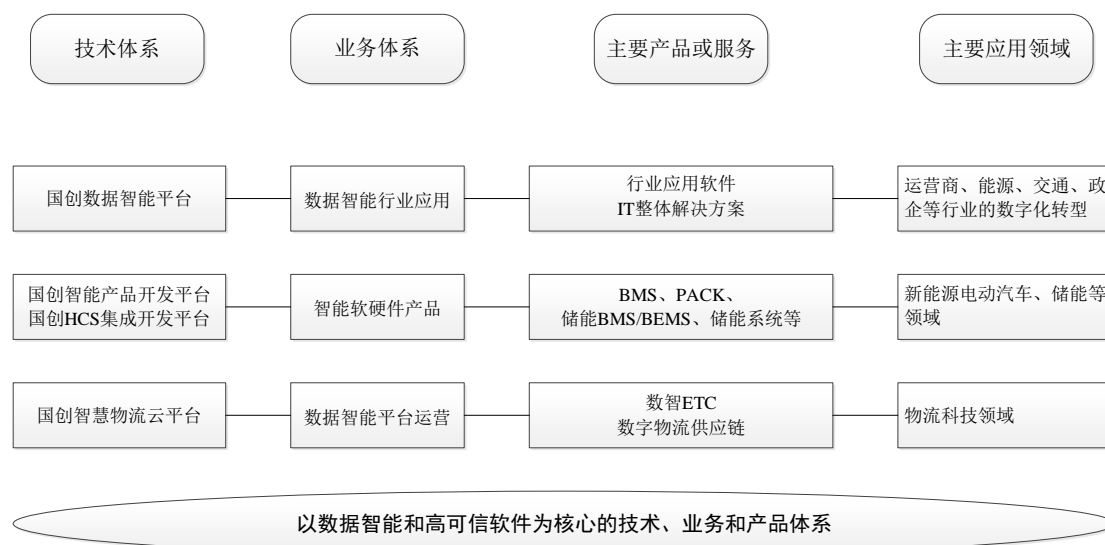 技术体系
业务体系
主要产品或服务
主要应用领域
国创数据智能平台
数据智能行业应用
行业应用软件
IT整体解决方案
运营商、能源、交通、政
企等行业的数字化转型
国创智能产品开发平台
国创HCS集成开发平台
智能软硬件产品
BMS、PACK、
储能BMS/BEMS、储能系统等
新能源电动汽车、储能等
领域
国创智慧物流云平台
数据智能平台运营
数智ETC
数字物流供应链
物流科技领域
以数据智能和高可信软件为核心的技术、业务和产品体系